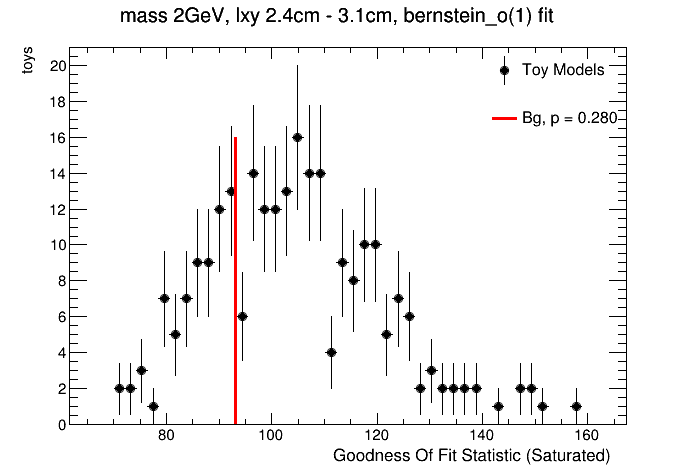 mass 2GeV, lxy 2.4cm - 3.1cm, bernstein_o(1) fit
toys
20
18
16
14
12
10
8
6
4
2
0
Toy Models
Bg, p = 0.280
80 100 120 140 160
Goodness Of Fit Statistic (Saturated)